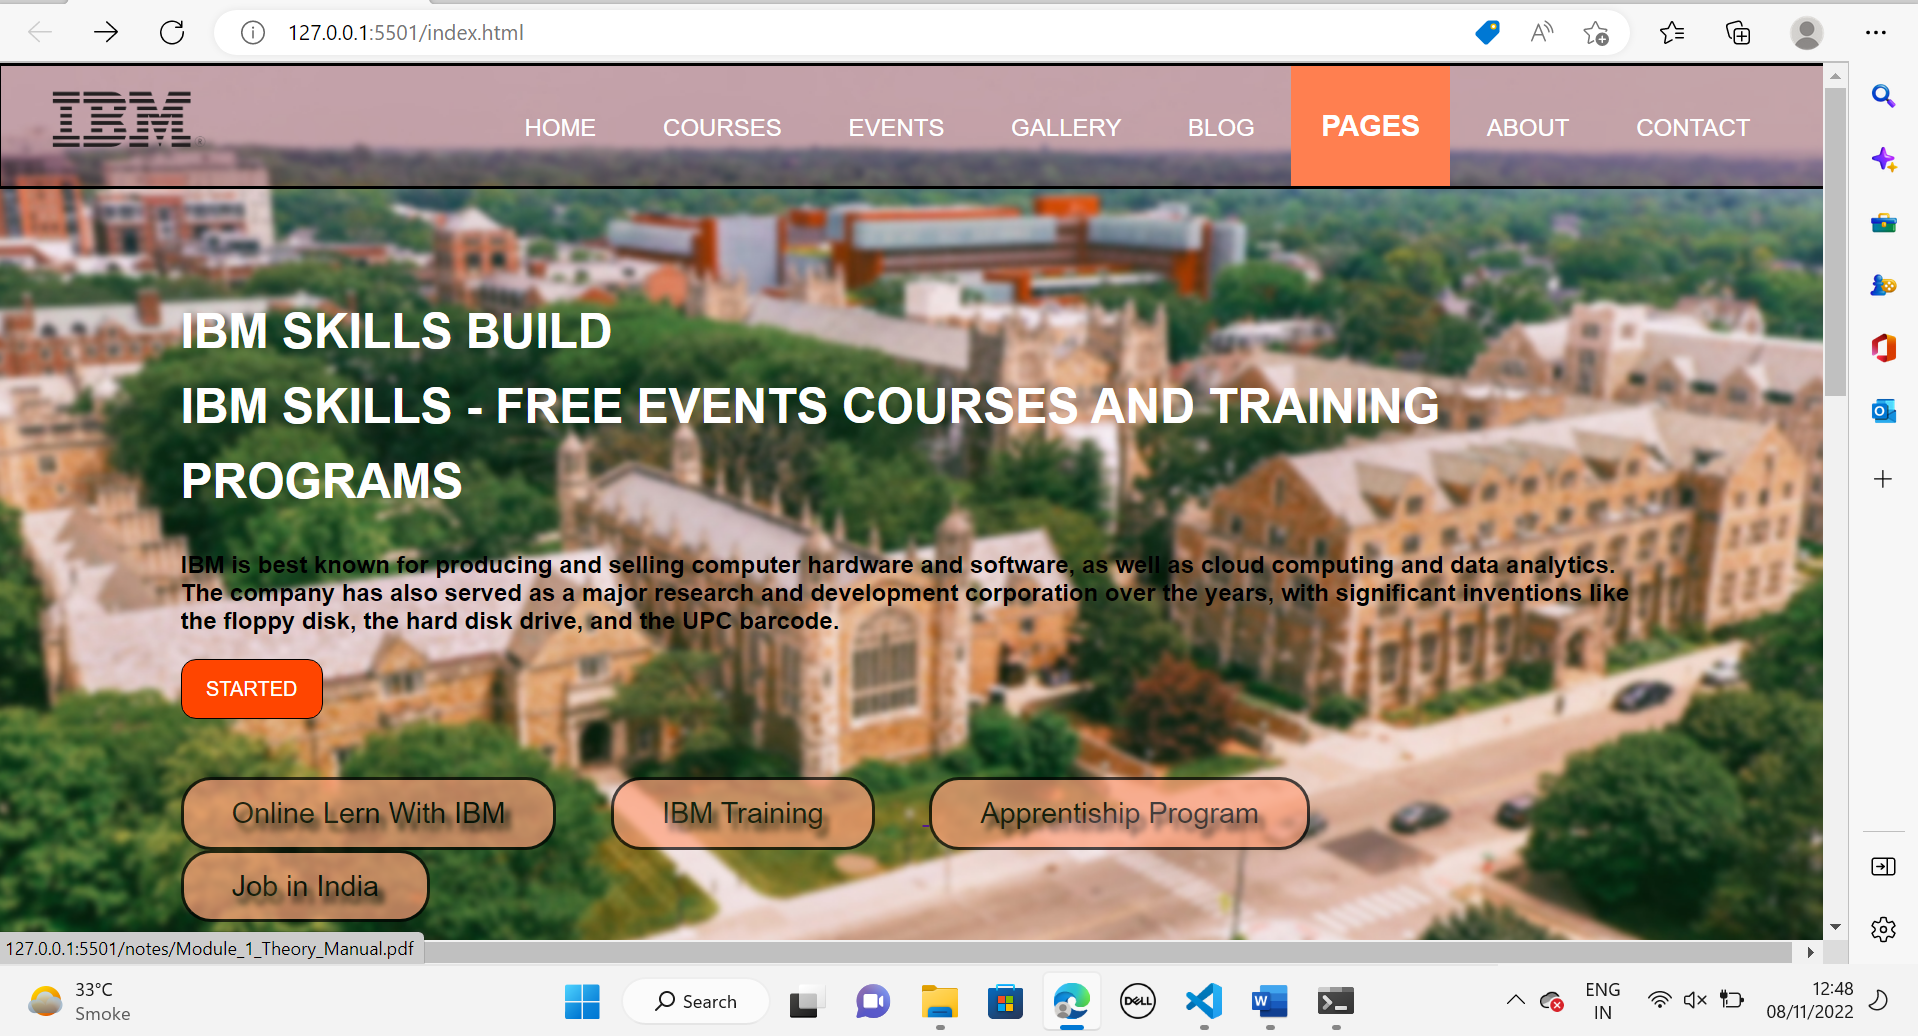 127.0.0.1:5501/index.html
IBM
HOME COURSES EVENTS GALLERY BLOG PAGES ABOUT CONTACT
IBM SKILLS BUILD
IBM SKILLS - FREE EVENTS COURSES AND TRAINING
PROGRAMS
IBM is best known for producing and selling computer hardware and software, as well as cloud computing and data analytics.
The company has also served as a major research and development corporation over the years, with significant inventions like
the floppy disk, the hard disk drive, and the UPC barcode.
STARTED
Online Lern With IBM IBM Training Apprentiship Program
Job in India
127.0.0.1:5501/notes/Module_1_Theory_Manual.pdf
33°C
Smoke
Search
DELL
ENG
IN
12:48
08/11/2022